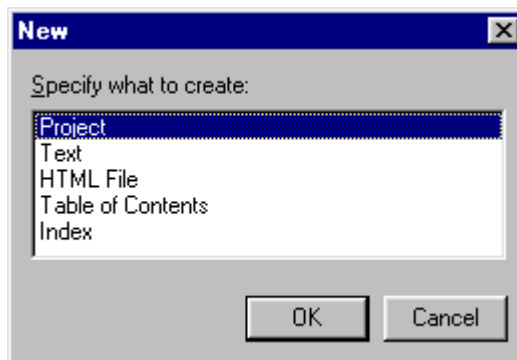 New
Specify what to create:
Project
Text
HTML File
Table of Contents
Index
OK
Cancel